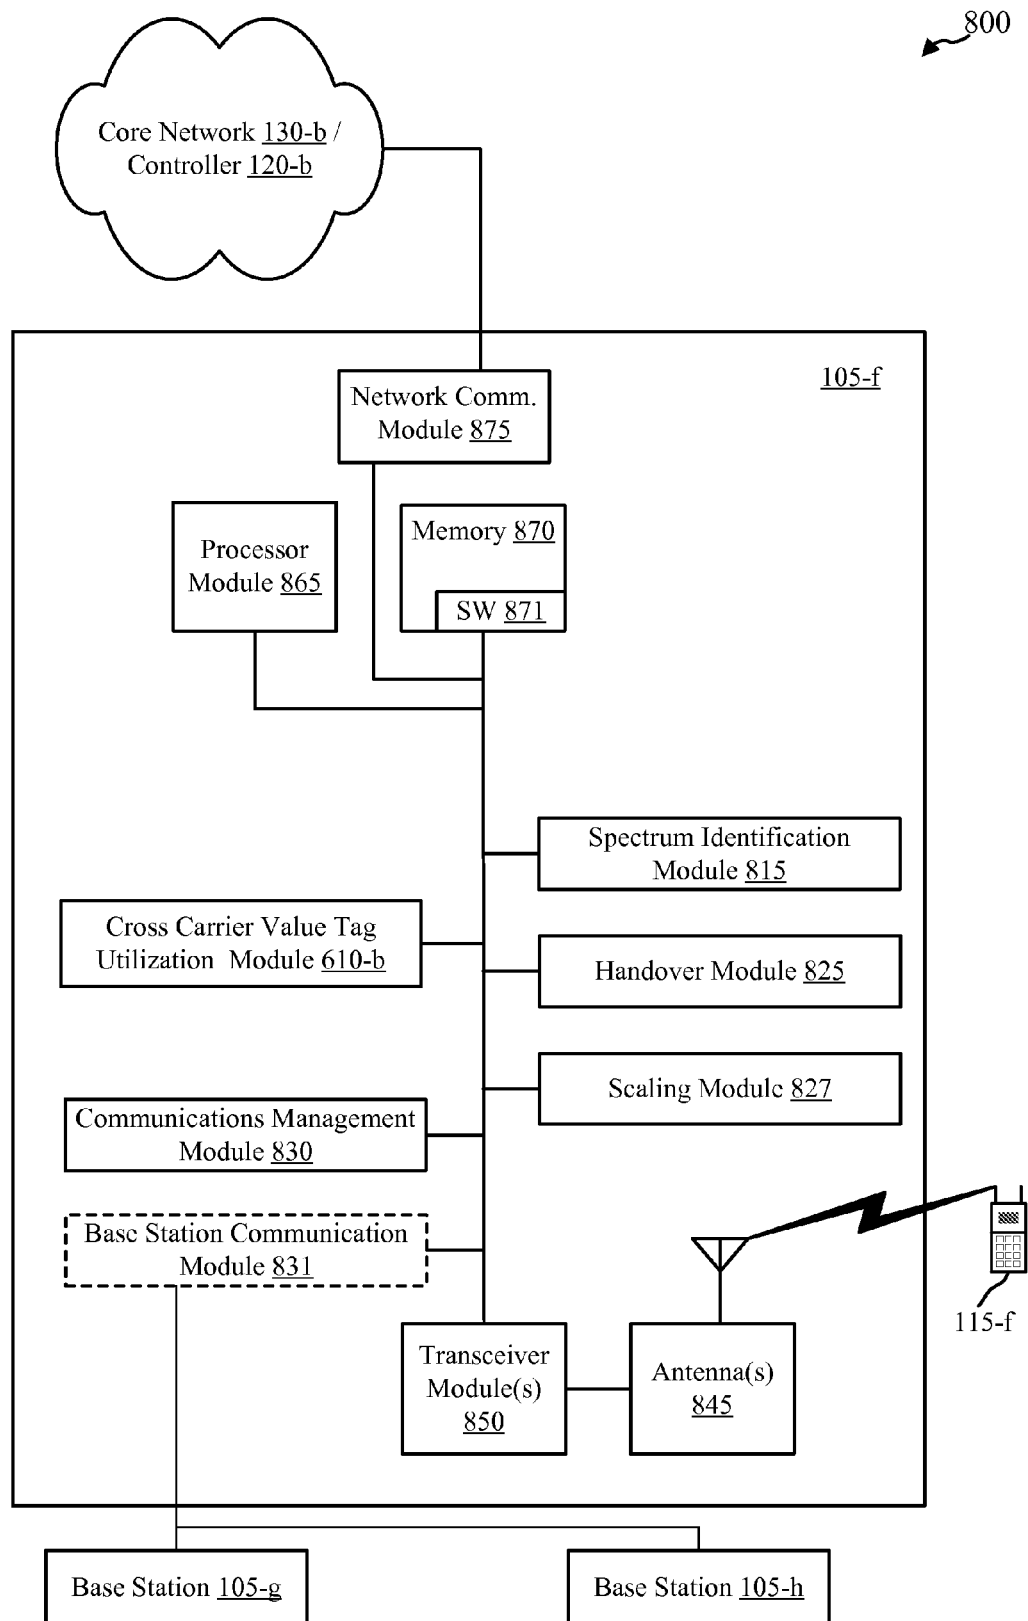 800
Core Network 130-b /
Controller 120-b
105-f
Network Comm.
Module 875
Processor
Module 865
Memory 870
SW 871
Spectrum Identification
Module 815
Cross Carrier Value Tag
Utilization Module 610-b
Handover Module 825
Scaling Module 827
Communications Management
Module 830
Base Station Communication
Module 831
115-f
Transceiver
Module(s)
850
Antenna(s)
845
Base Station 105-g
Base Station 105-h